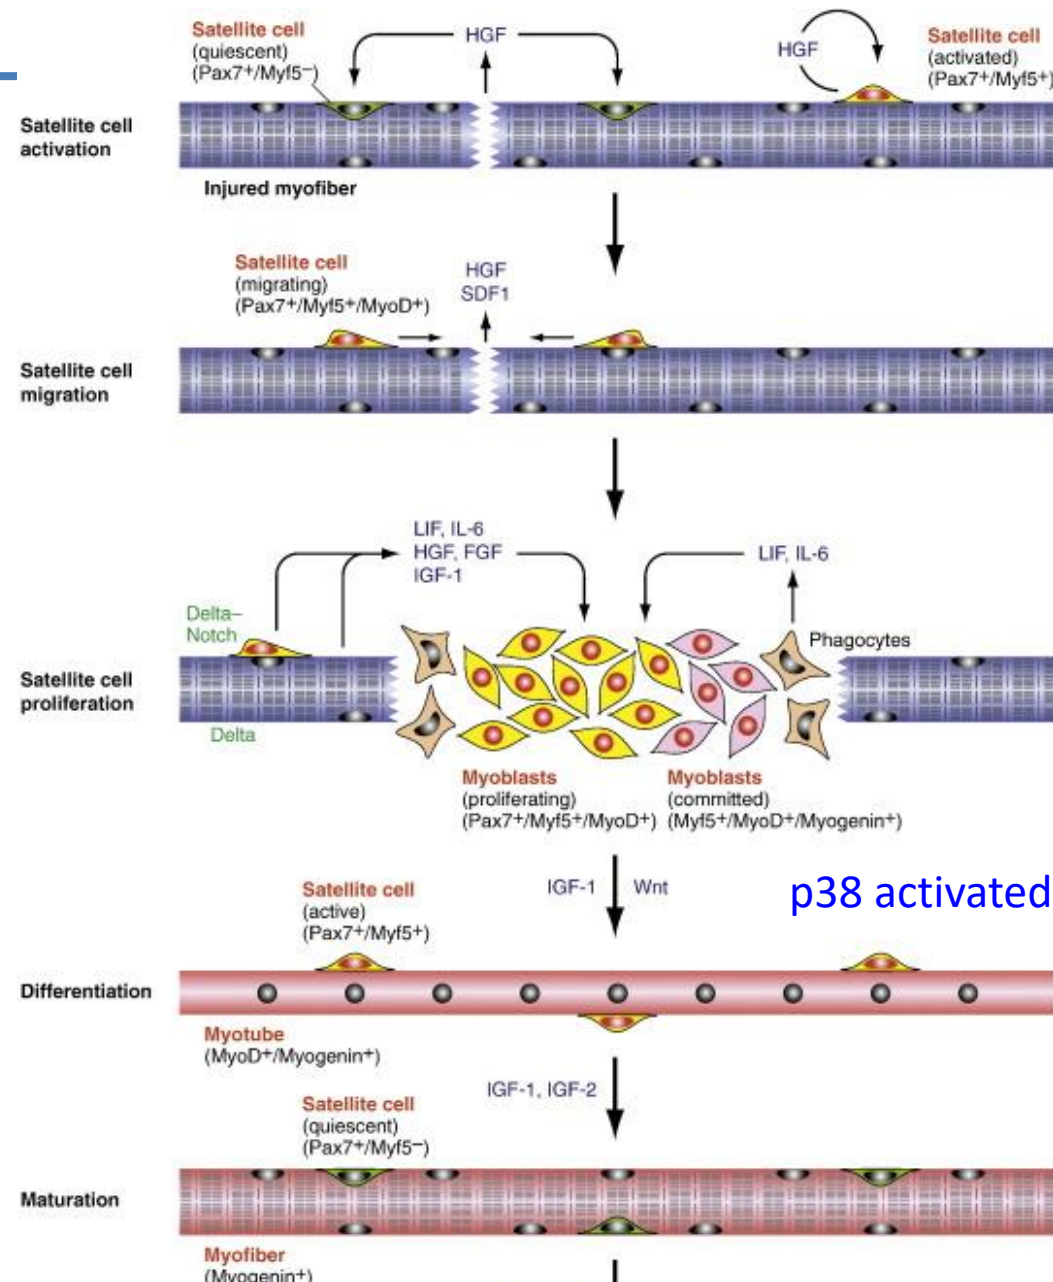 Satellite cell
(quiescent)
(Pax7⁺/Myf5⁻)
HGF
HGF
Satellite cell
(activated)
(Pax7⁺/Myf5⁺)
Satellite cell
activation
Injured myofiber
Satellite cell
(migrating)
(Pax7⁺/Myf5⁺/MyoD⁺)
HGF
SDF1
Satellite cell
migration
LIF, IL-6
HGF, FGF
IGF-1
LIF, IL-6
Delta–
Notch
Phagocytes
Satellite cell
proliferation
Delta
Myoblasts
(proliferating)
(Pax7⁺/Myf5⁺/MyoD⁺)
Myoblasts
(committed)
(Myf5⁺/MyoD⁺/Myogenin⁺)
IGF-1
Wnt
p38 activated
Satellite cell
(active)
(Pax7⁺/Myf5⁺)
Differentiation
Myotube
(MyoD⁺/Myogenin⁺)
IGF-1, IGF-2
Satellite cell
(quiescent)
(Pax7⁺/Myf5⁻)
Maturation
Myofiber
(Myogenin⁺)